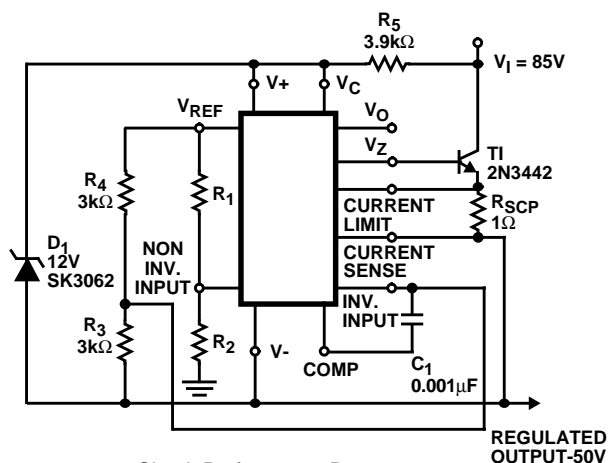 R5
3.9kΩ
VI = 85V
V+
VC
VREF
VO
VZ
TI
2N3442
R4
3kΩ
R1
CURRENT
LIMIT
RSCP
1Ω
D1
12V
SK3062
NON
INV.
INPUT
CURRENT
SENSE
INV.
INPUT
R3
3kΩ
R2
V-
COMP
C1
0.001μF
REGULATED
OUTPUT-50V